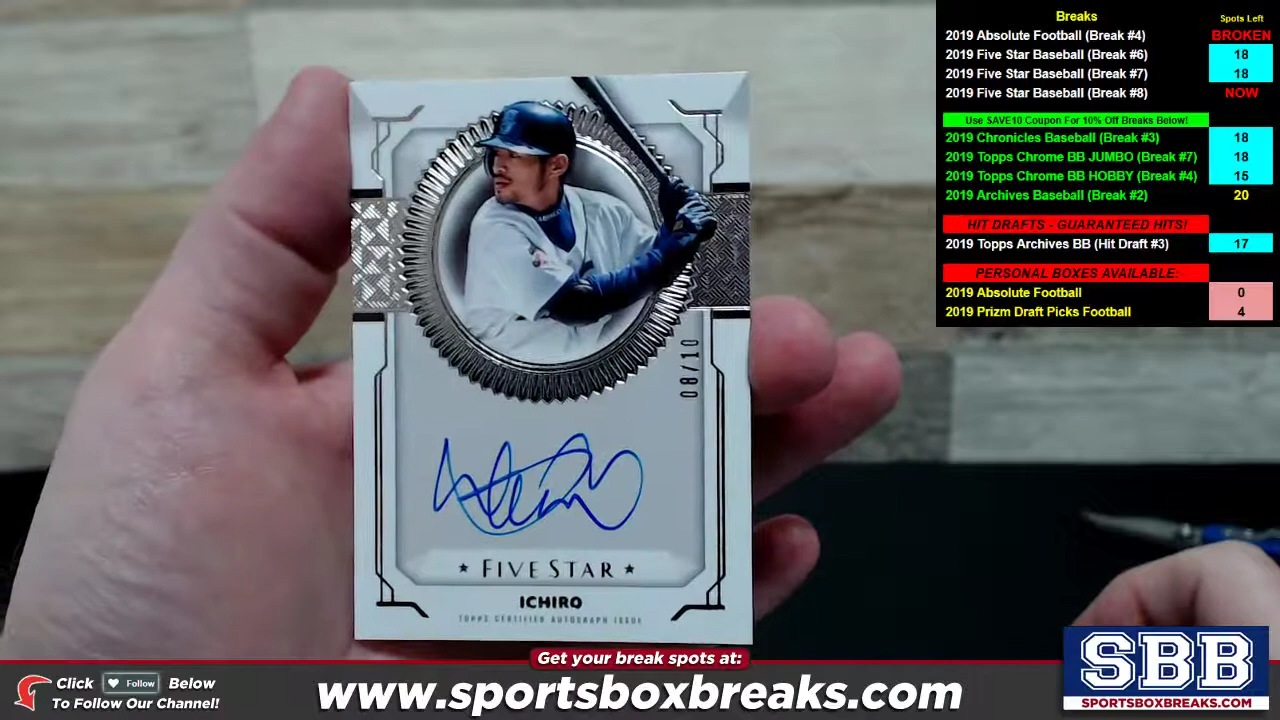 Breaks Spots Left
2019 Absolute Football (Break #4) BROKEN
2019 Five Star Baseball (Break #6) 18
2019 Five Star Baseball (Break #7) 18
2019 Five Star Baseball (Break #8) NOW
Use SAVE10 Coupon For 10% Off Breaks Below!
2019 Chronicles Baseball (Break #3) 18
2019 Topps Chrome BB JUMBO (Break #7) 18
2019 Topps Chrome BB HOBBY (Break #4) 15
2019 Archives Baseball (Break #2) 20
HIT DRAFTS - GUARANTEED HITS!
2019 Topps Archives BB (Hit Draft #3) 17
PERSONAL BOXES AVAILABLE:
2019 Absolute Football 0
2019 Prizm Draft Picks Football 4
08/10
★ FIVE STAR ★
ICHIRO
TOPPS CERTIFIED AUTOGRAPH ISSUE
Get your break spots at:
Click Follow Below
To Follow Our Channel!
www.sportsboxbreaks.com
SBB
SPORTSBOXBREAKS.COM